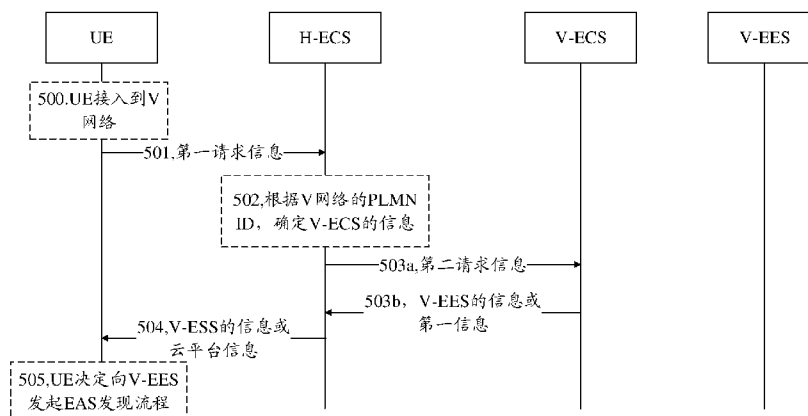 UE
H-ECS
V-ECS
V-EES
500.UE接入到V
网络
501,第一请求信息
502,根据V网络的PLMN
ID，确定V-ECS的信息
503a,第二请求信息
503b，V-EES的信息或
第一信息
504,V-ESS的信息或
云平台信息
505,UE决定向V-EES
发起EAS发现流程